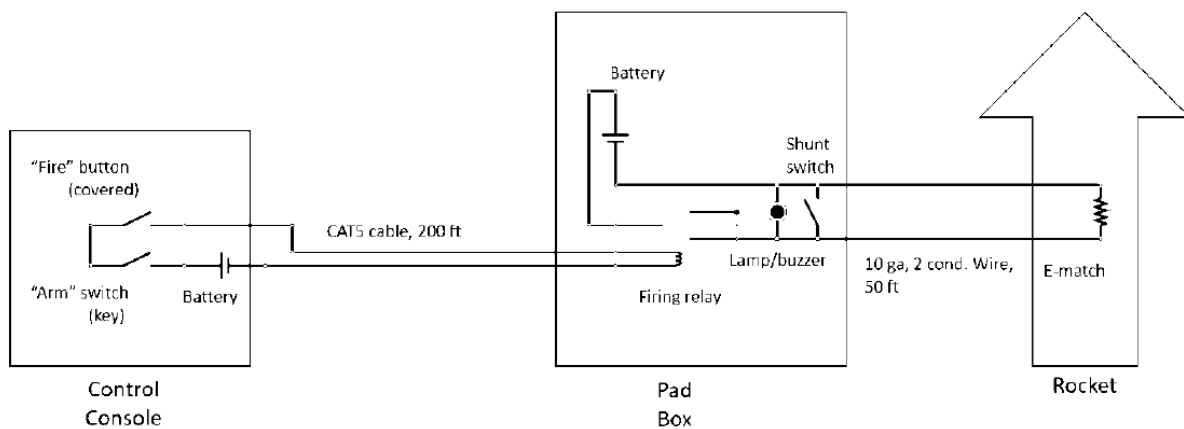 "Fire" button
(covered)
"Arm" switch
(key)
Battery
Control
Console
CAT5 cable, 200 ft
Battery
Shunt
switch
Lamp/buzzer
Firing relay
Pad
Box
10 ga, 2 cond. Wire,
50 ft
E-match
Rocket